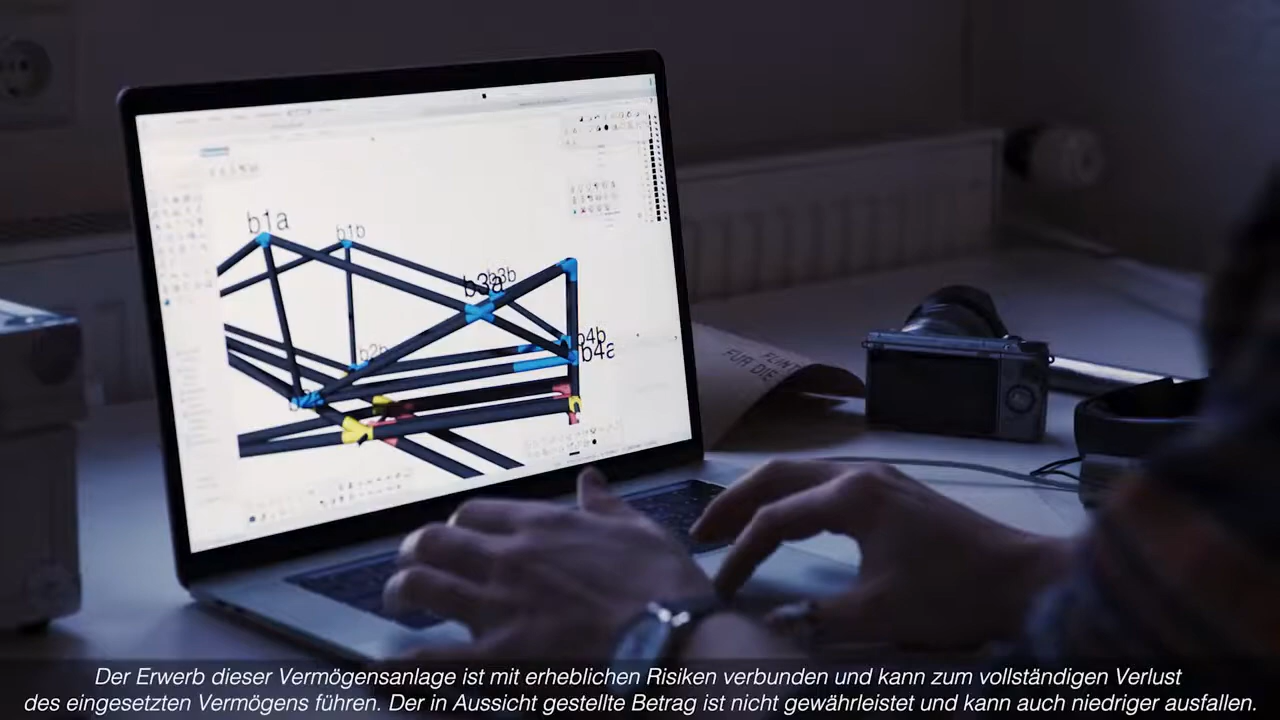 b1a
b1b
b3b
b3a
b4b
b2b
b4a
FLINT
FÜR DIE
Der Erwerb dieser Vermögensanlage ist mit erheblichen Risiken verbunden und kann zum vollständigen Verlust
des eingesetzten Vermögens führen. Der in Aussicht gestellte Betrag ist nicht gewährleistet und kann auch niedriger ausfallen.